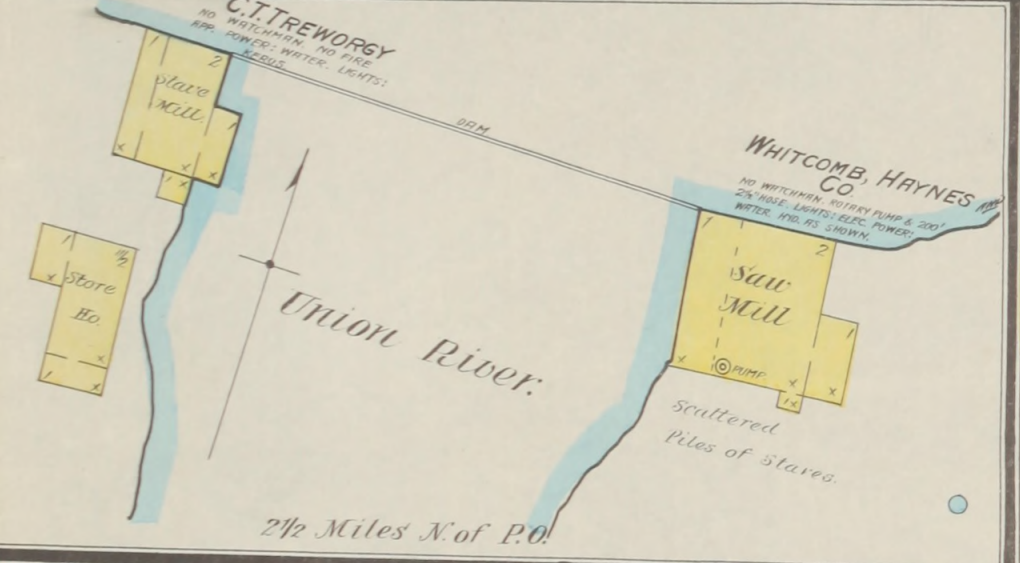 C.T. TREWORGY
NO WATCHMAN. NO FIRE
APP. POWER: WATER. LIGHTS:
KEROS.
1
2
Stave
Mill.
1
x
x
x
1
x
DAM
WHITCOMB, HAYNES
CO.
NO WATCHMAN. ROTARY PUMP & 200'
2½" HOSE. LIGHTS: ELEC. POWER:
WATER. HYD. AS SHOWN.
1
2
Saw
Mill
1
x
PUMP
x
x
1x
1
1½
Store
Ho.
x
x
1
x
Union River.
Scattered
Piles of Staves.
2½ Miles N. of P.O.